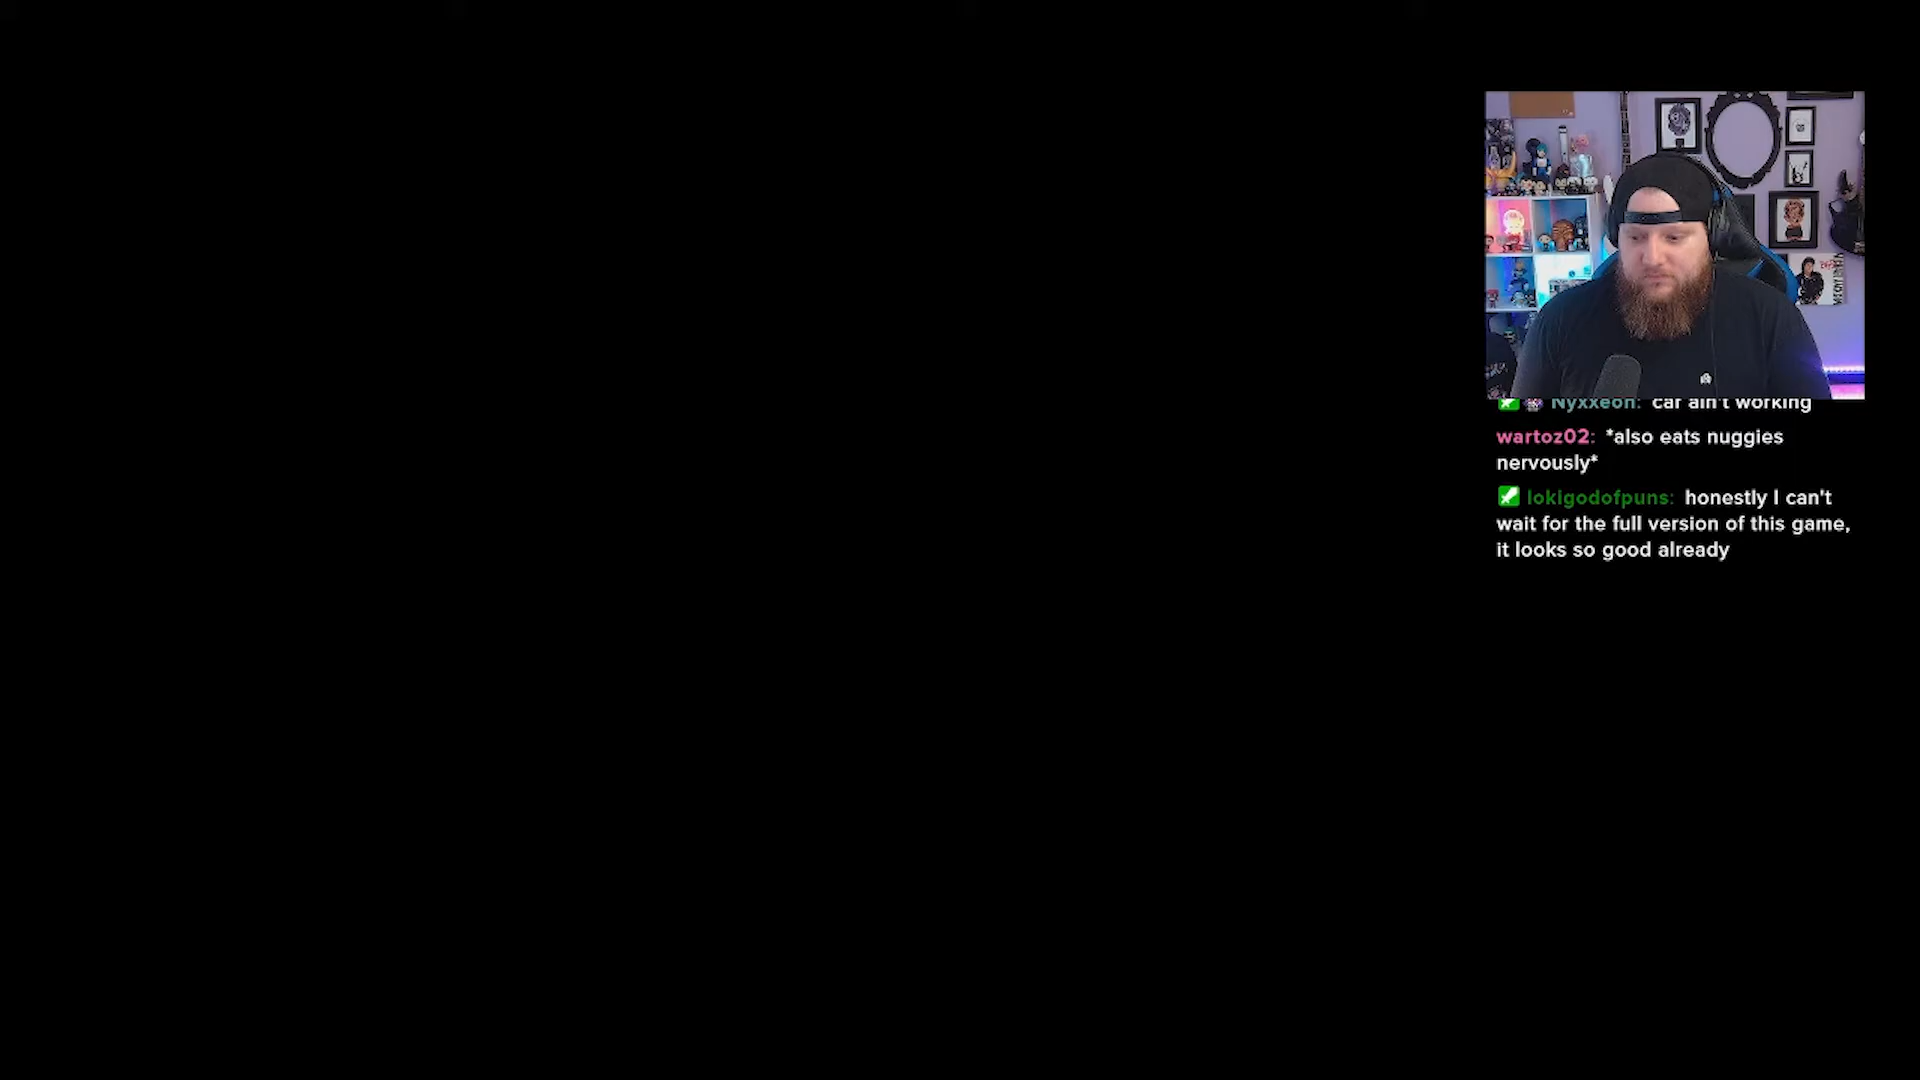 Nyxxeon: car ain't working
wartoz02: *also eats nuggies
nervously*
lokigodofpuns: honestly I can't
wait for the full version of this game,
it looks so good already